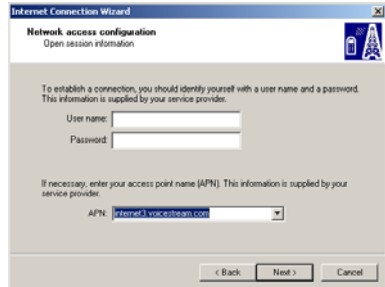 Internet Connection Wizard
Network access configuration
Open session information
To establish a connection, you should identify yourself with a user name and a password.
This information is supplied by your service provider.
User name:
Password:
If necessary, enter your access point name (APN). This information is supplied by your
service provider.
APN: internet3.voicestream.com
< Back Next > Cancel